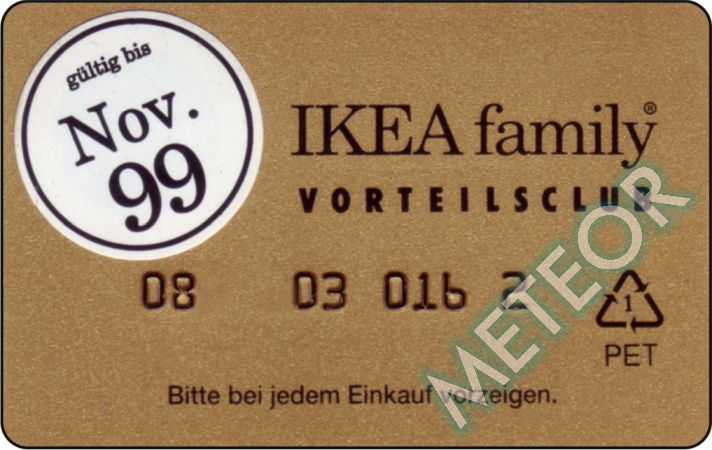 gültig bis
Nov.
99
IKEA family®
VORTEILSCLUB
08 03 016 2
1
PET
Bitte bei jedem Einkauf vorzeigen.
METEOR